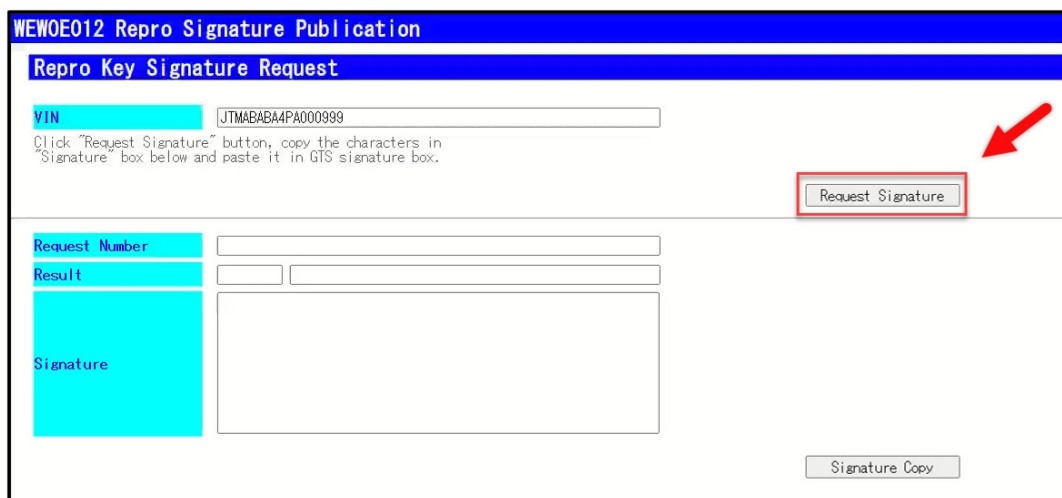 WEWOE012 Repro Signature Publication
Repro Key Signature Request
VIN
JTMABABA4PA000999
Click "Request Signature" button, copy the characters in
"Signature" box below and paste it in GTS signature box.
Request Signature
Request Number
Result
Signature
Signature Copy